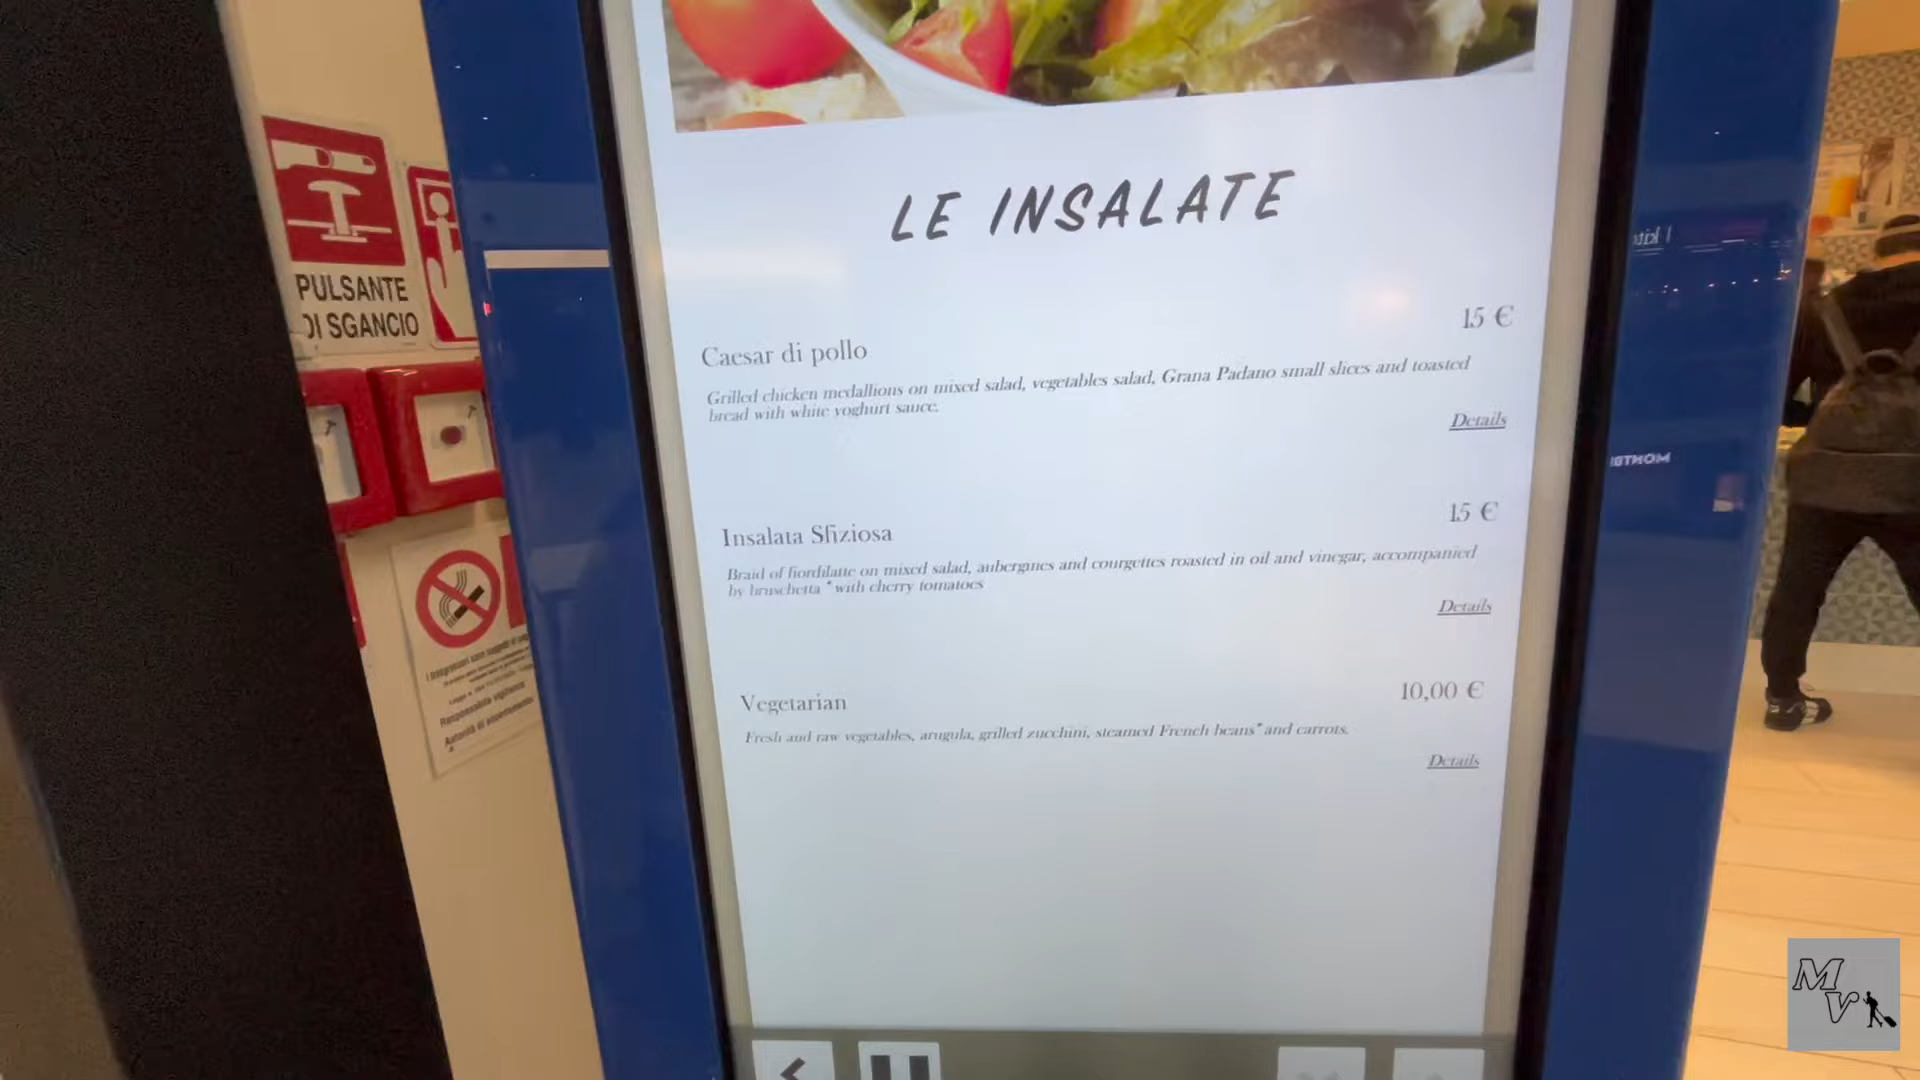 PULSANTE
DI SGANCIO
LE INSALATE
15 €
Caesar di pollo
Grilled chicken medallions on mixed salad, vegetables salad, Grana Padano small slices and toasted
bread with white yoghurt sauce.
Details
15 €
Insalata Sfiziosa
Braid of fiordilatte on mixed salad, aubergines and courgettes roasted in oil and vinegar, accompanied
by bruschetta * with cherry tomatoes
Details
10,00 €
Vegetarian
Fresh and raw vegetables, arugula, grilled zucchini, steamed French beans* and carrots.
Details
Responsabile vigilanza
MV